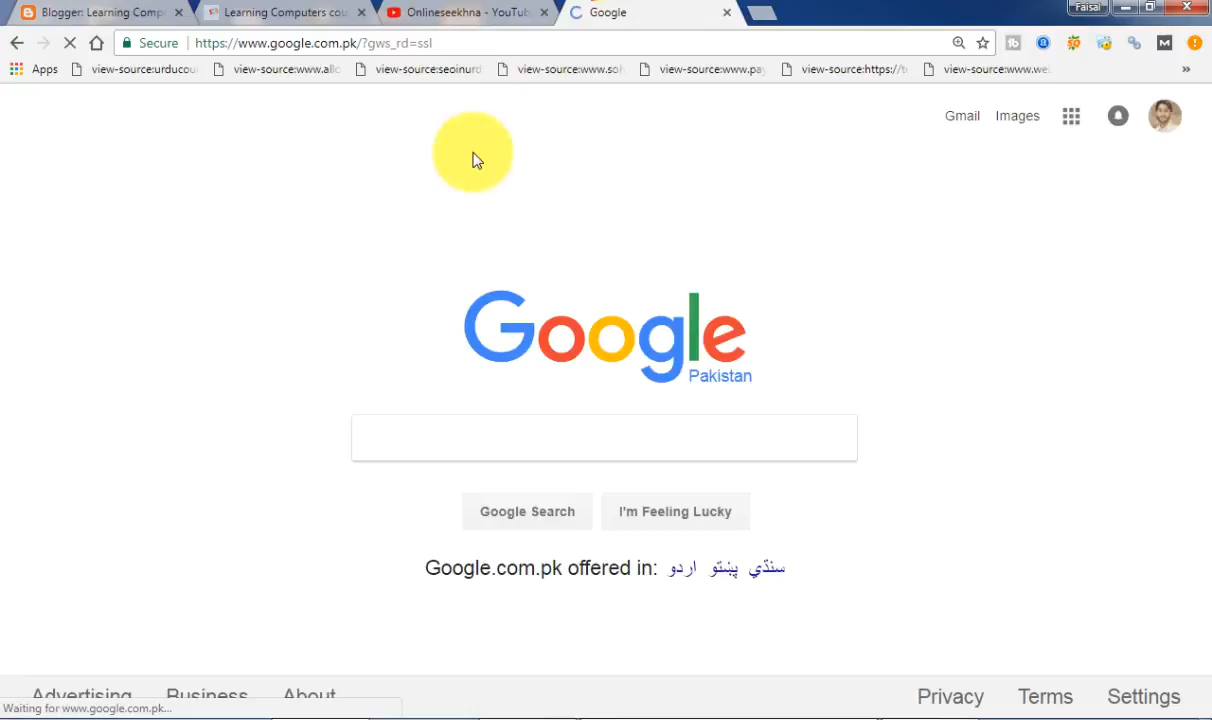 Blogger: Learning Comp
Learning Computers cou
Onlineseekhna - YouTub
Google
Faisal
Secure
https://www.google.com.pk/?gws_rd=ssl
Apps
view-source:urducou
view-source:www.allo
view-source:seoinurd
view-source:www.sol
view-source:www.pay
view-source:https://t
view-source:www.we
Gmail
Images
Google
Pakistan
Google Search
I'm Feeling Lucky
Google.com.pk offered in: اردو پښتو سنڌي
Advertising
Business
About
Privacy
Terms
Settings
Waiting for www.google.com.pk...